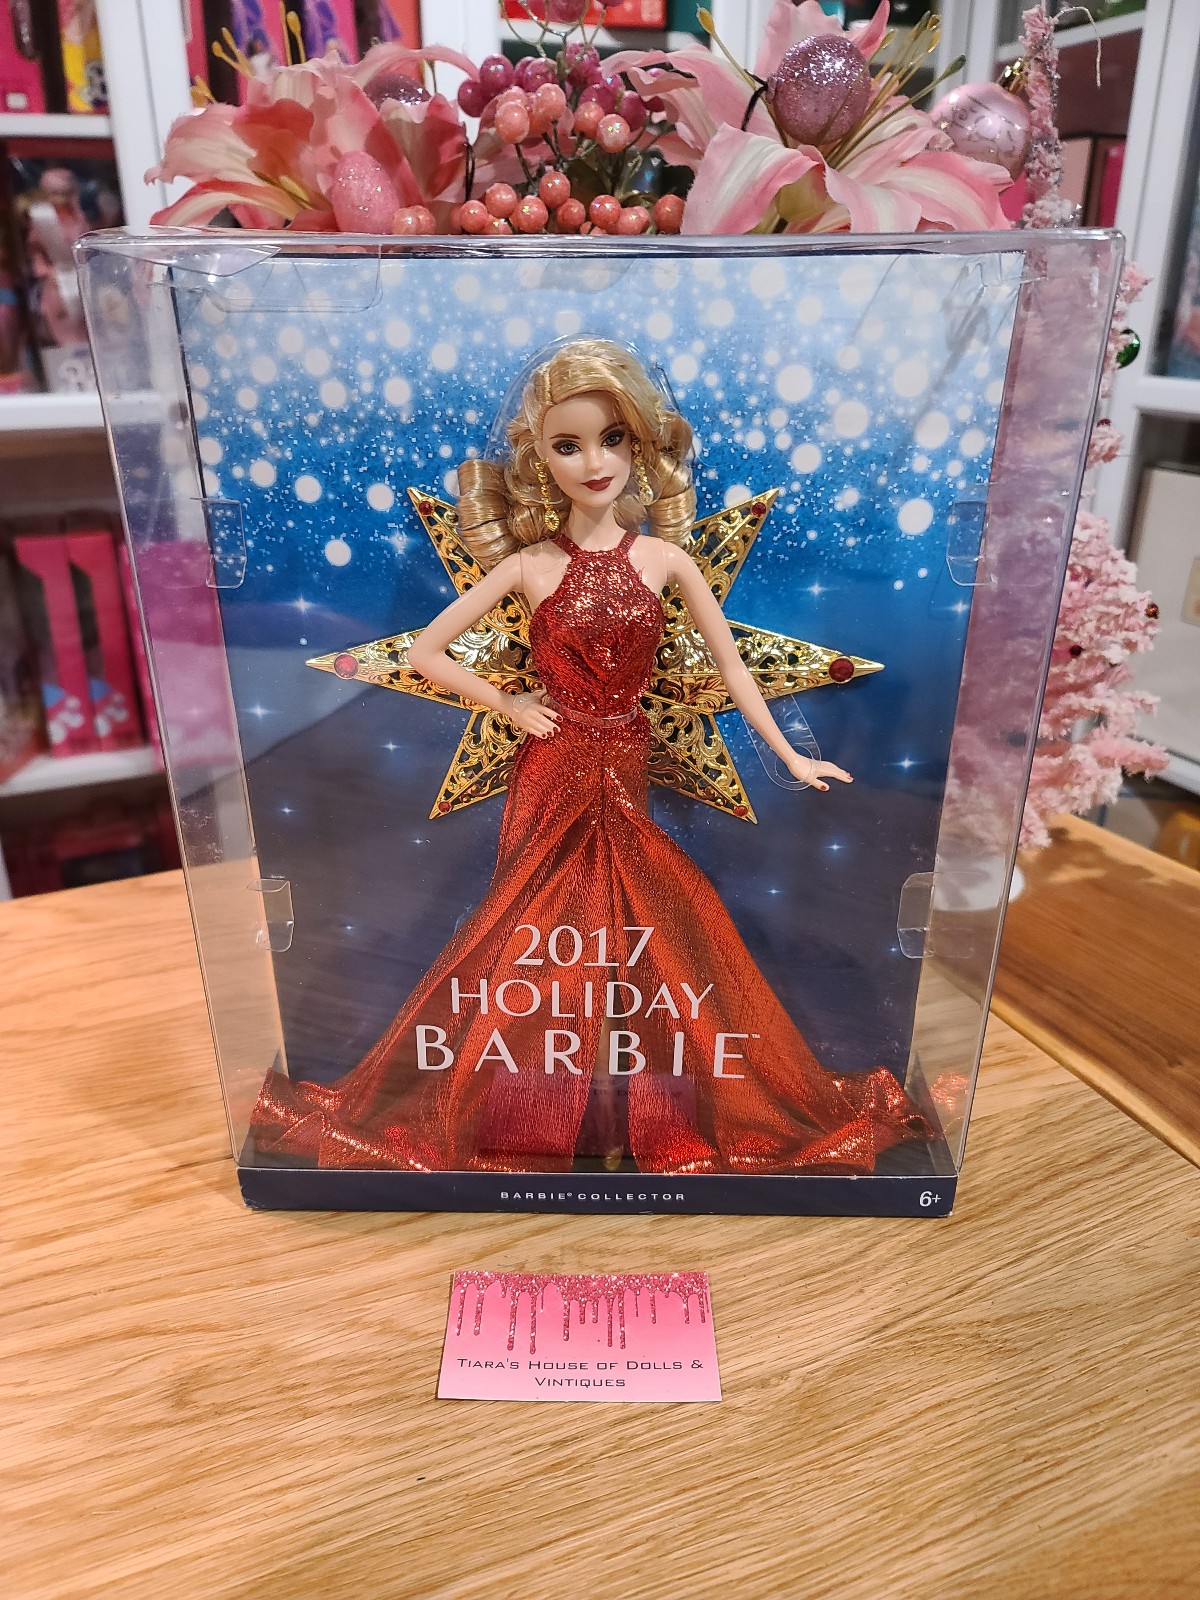 2017
HOLIDAY
BARBIE™
BARBIE® COLLECTOR
6+
TIARA'S HOUSE OF DOLLS &
VINTIQUES